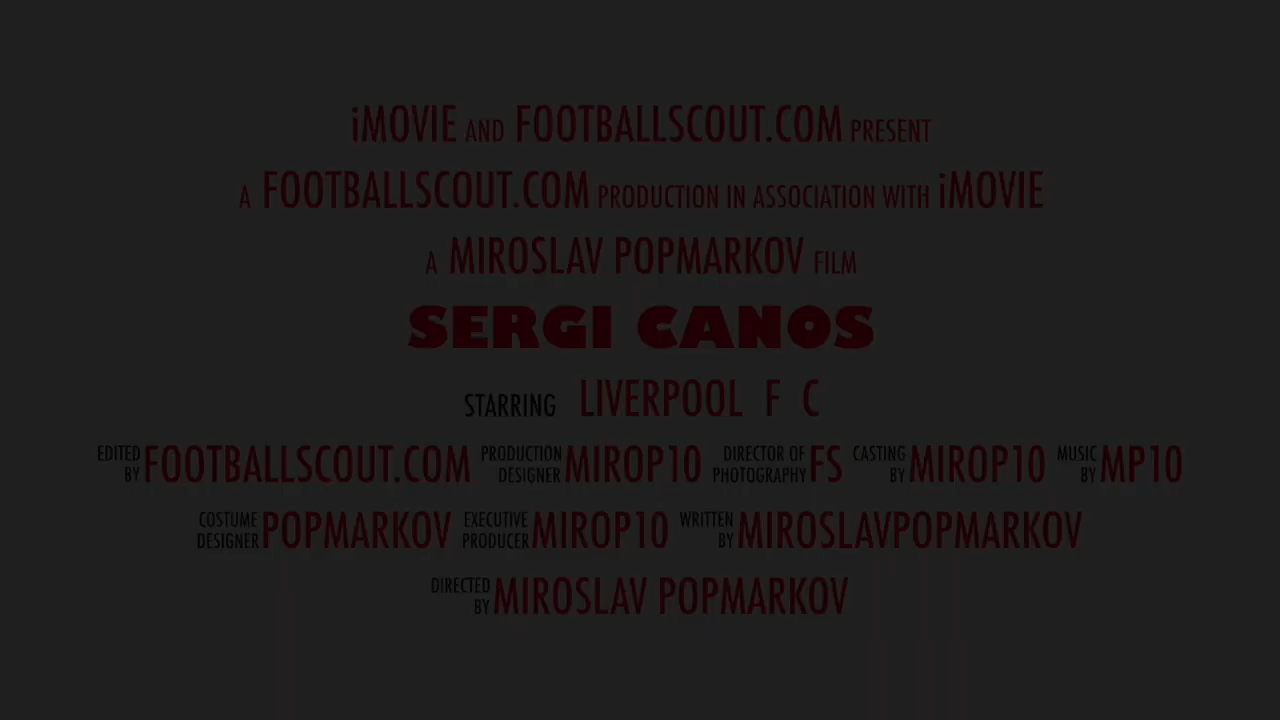 iMOVIE AND FOOTBALLSCOUT.COM PRESENT
A FOOTBALLSCOUT.COM PRODUCTION IN ASSOCIATION WITH iMOVIE
A MIROSLAV POPMARKOV FILM
SERGI CANOS
STARRING LIVERPOOL F C
EDITED BY FOOTBALLSCOUT.COM PRODUCTION DESIGNER MIROP10 DIRECTOR OF PHOTOGRAPHY FS CASTING BY MIROP10 MUSIC BY MP10
COSTUME DESIGNER POPMARKOV EXECUTIVE PRODUCER MIROP10 WRITTEN BY MIROSLAVPOPMARKOV
DIRECTED BY MIROSLAV POPMARKOV